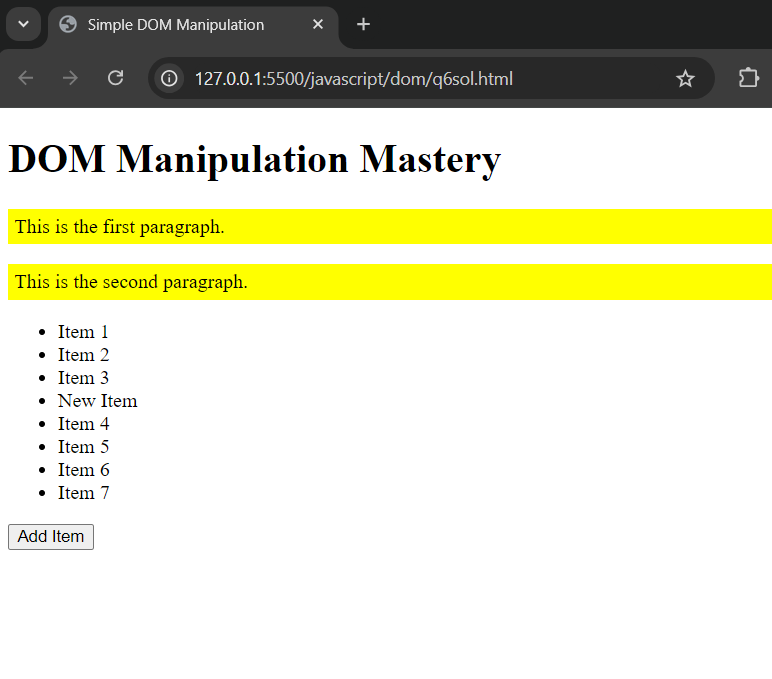 Simple DOM Manipulation
127.0.0.1:5500/javascript/dom/q6sol.html
DOM Manipulation Mastery
This is the first paragraph.
This is the second paragraph.
Item 1
Item 2
Item 3
New Item
Item 4
Item 5
Item 6
Item 7
Add Item